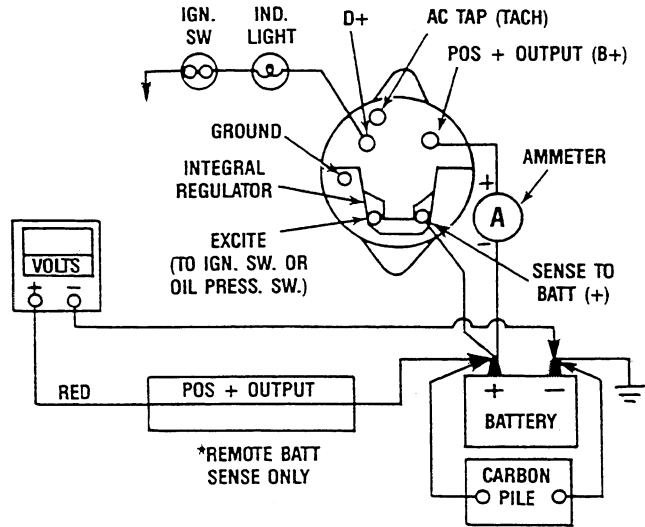 IGN.
SW
IND.
LIGHT
D+
AC TAP (TACH)
POS + OUTPUT (B+)
GROUND
INTEGRAL
REGULATOR
AMMETER
+
A
−
EXCITE
(TO IGN. SW. OR
OIL PRESS. SW.)
SENSE TO
BATT (+)
VOLTS
+ −
RED
POS + OUTPUT
*REMOTE BATT
SENSE ONLY
+ −
BATTERY
CARBON
PILE